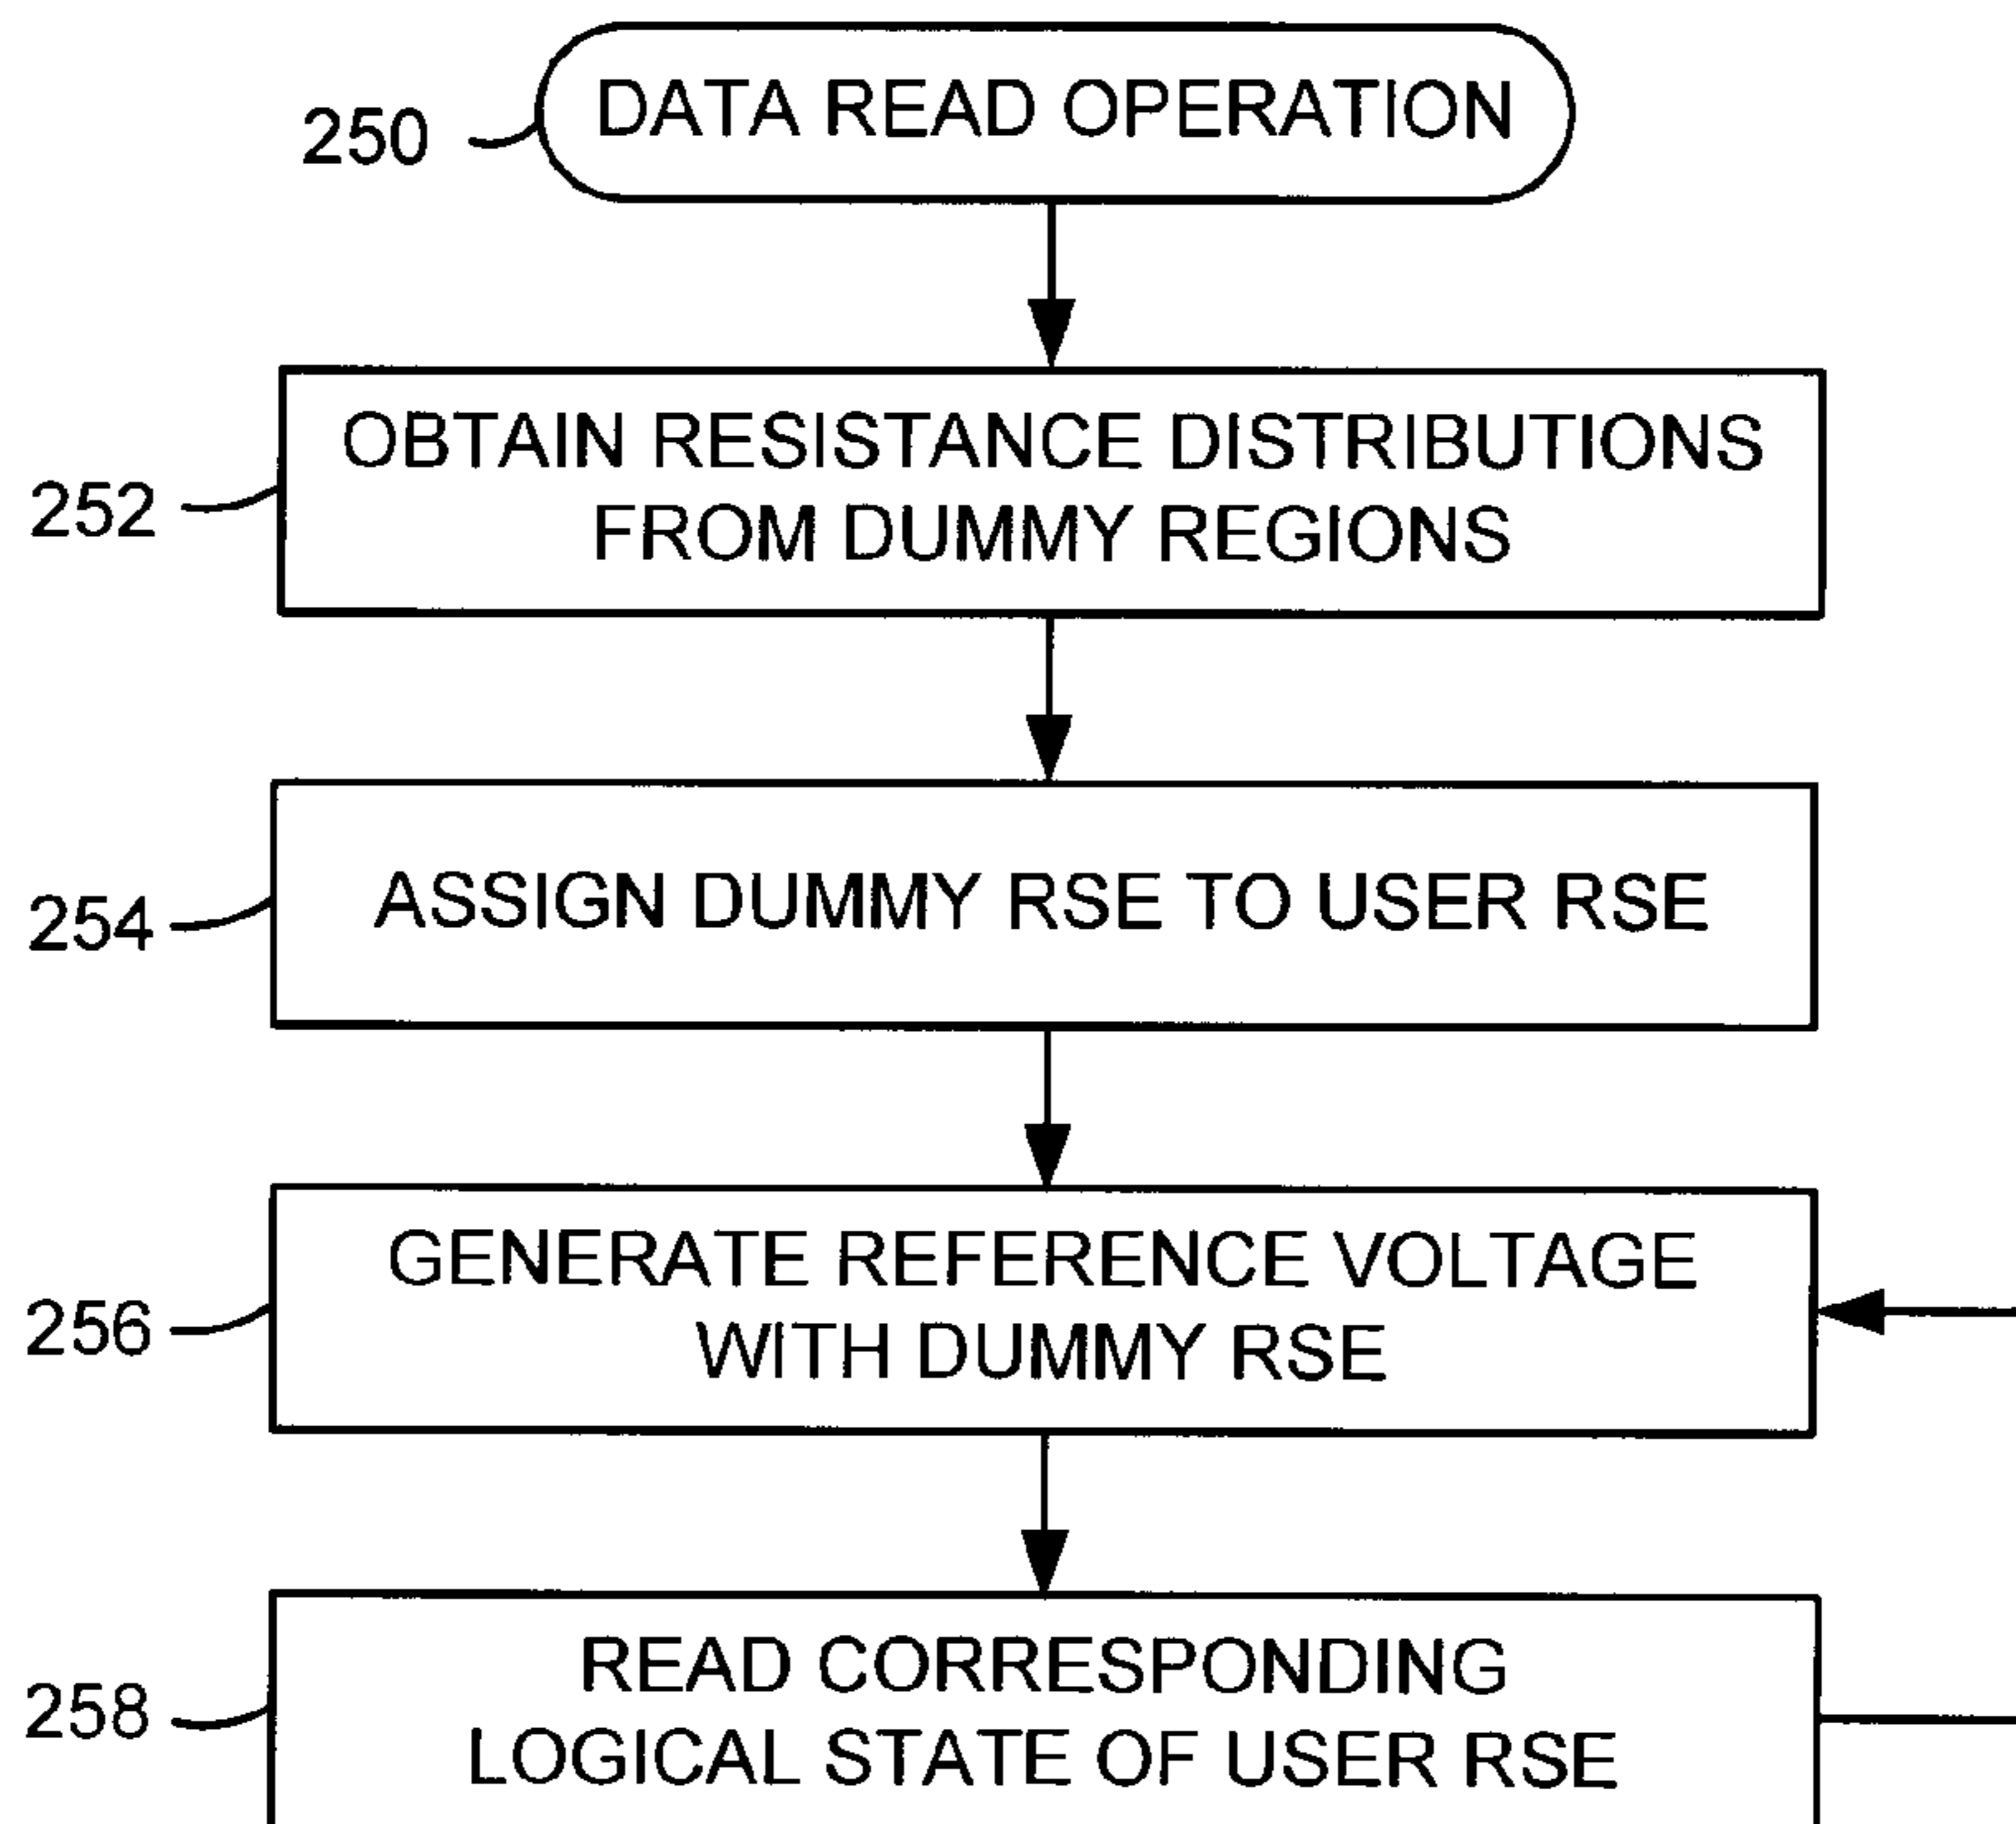 250
DATA READ OPERATION
252
OBTAIN RESISTANCE DISTRIBUTIONS
FROM DUMMY REGIONS
254
ASSIGN DUMMY RSE TO USER RSE
256
GENERATE REFERENCE VOLTAGE
WITH DUMMY RSE
258
READ CORRESPONDING
LOGICAL STATE OF USER RSE